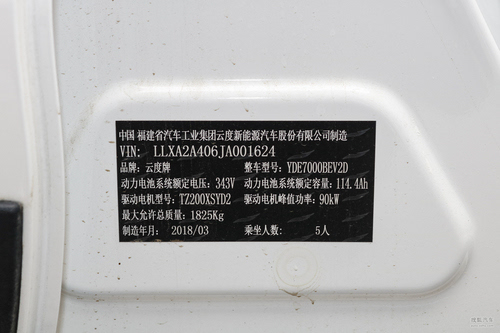 中国 福建省汽车工业集团云度新能源汽车股份有限公司制造
VIN: LLXA2A406JA001624
品牌: 云度牌 整车型号: YDE7000BEV2D
动力电池系统额定电压: 343V 动力电池系统额定容量: 114.4Ah
驱动电机型号: TZ200XSYD2 驱动电机峰值功率: 90kW
最大允许总质量: 1825Kg
制造年月: 2018/03 乘坐人数: 5人
搜狐汽车